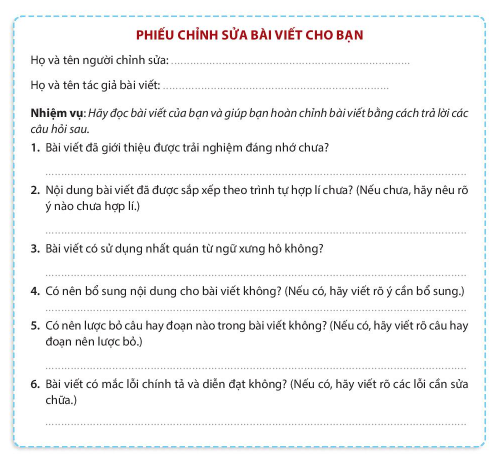 PHIẾU CHỈNH SỬA BÀI VIẾT CHO BẠN
Họ và tên người chỉnh sửa: ........................................................................
Họ và tên tác giả bài viết: ........................................................................
Nhiệm vụ: Hãy đọc bài viết của bạn và giúp bạn hoàn chỉnh bài viết bằng cách trả lời các
câu hỏi sau.
1. Bài viết đã giới thiệu được trải nghiệm đáng nhớ chưa?
2. Nội dung bài viết đã được sắp xếp theo trình tự hợp lí chưa? (Nếu chưa, hãy nêu rõ
ý nào chưa hợp lí.)
3. Bài viết có sử dụng nhất quán từ ngữ xưng hô không?
4. Có nên bổ sung nội dung cho bài viết không? (Nếu có, hãy viết rõ ý cần bổ sung.)
5. Có nên lược bỏ câu hay đoạn nào trong bài viết không? (Nếu có, hãy viết rõ câu hay
đoạn nên lược bỏ.)
6. Bài viết có mắc lỗi chính tả và diễn đạt không? (Nếu có, hãy viết rõ các lỗi cần sửa
chữa.)